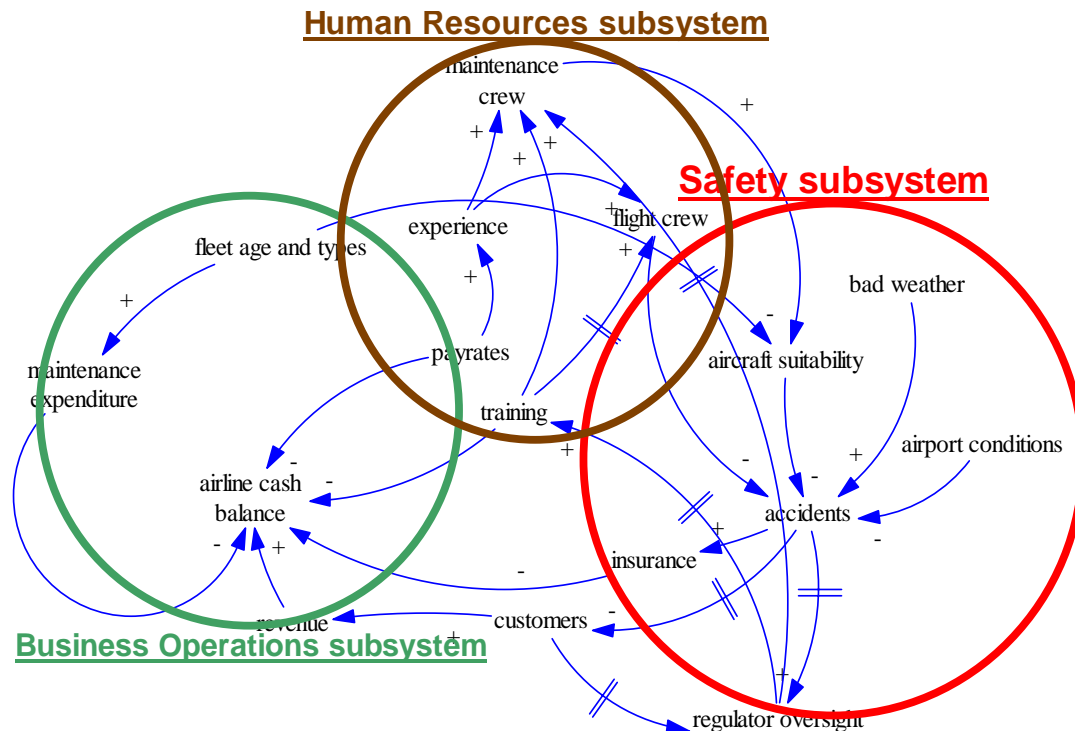 Human Resources subsystem
maintenance
crew
+
+
+
+
Safety subsystem
experience
+
flight crew
fleet age and types
+
+
bad weather
+
-
maintenance
expenditure
payrates
aircraft suitability
training
+
-
+
airport conditions
-
-
-
airline cash
balance
accidents
-
+
+
-
insurance
-
-
customers
revenue
+
Business Operations subsystem
+
regulator oversight